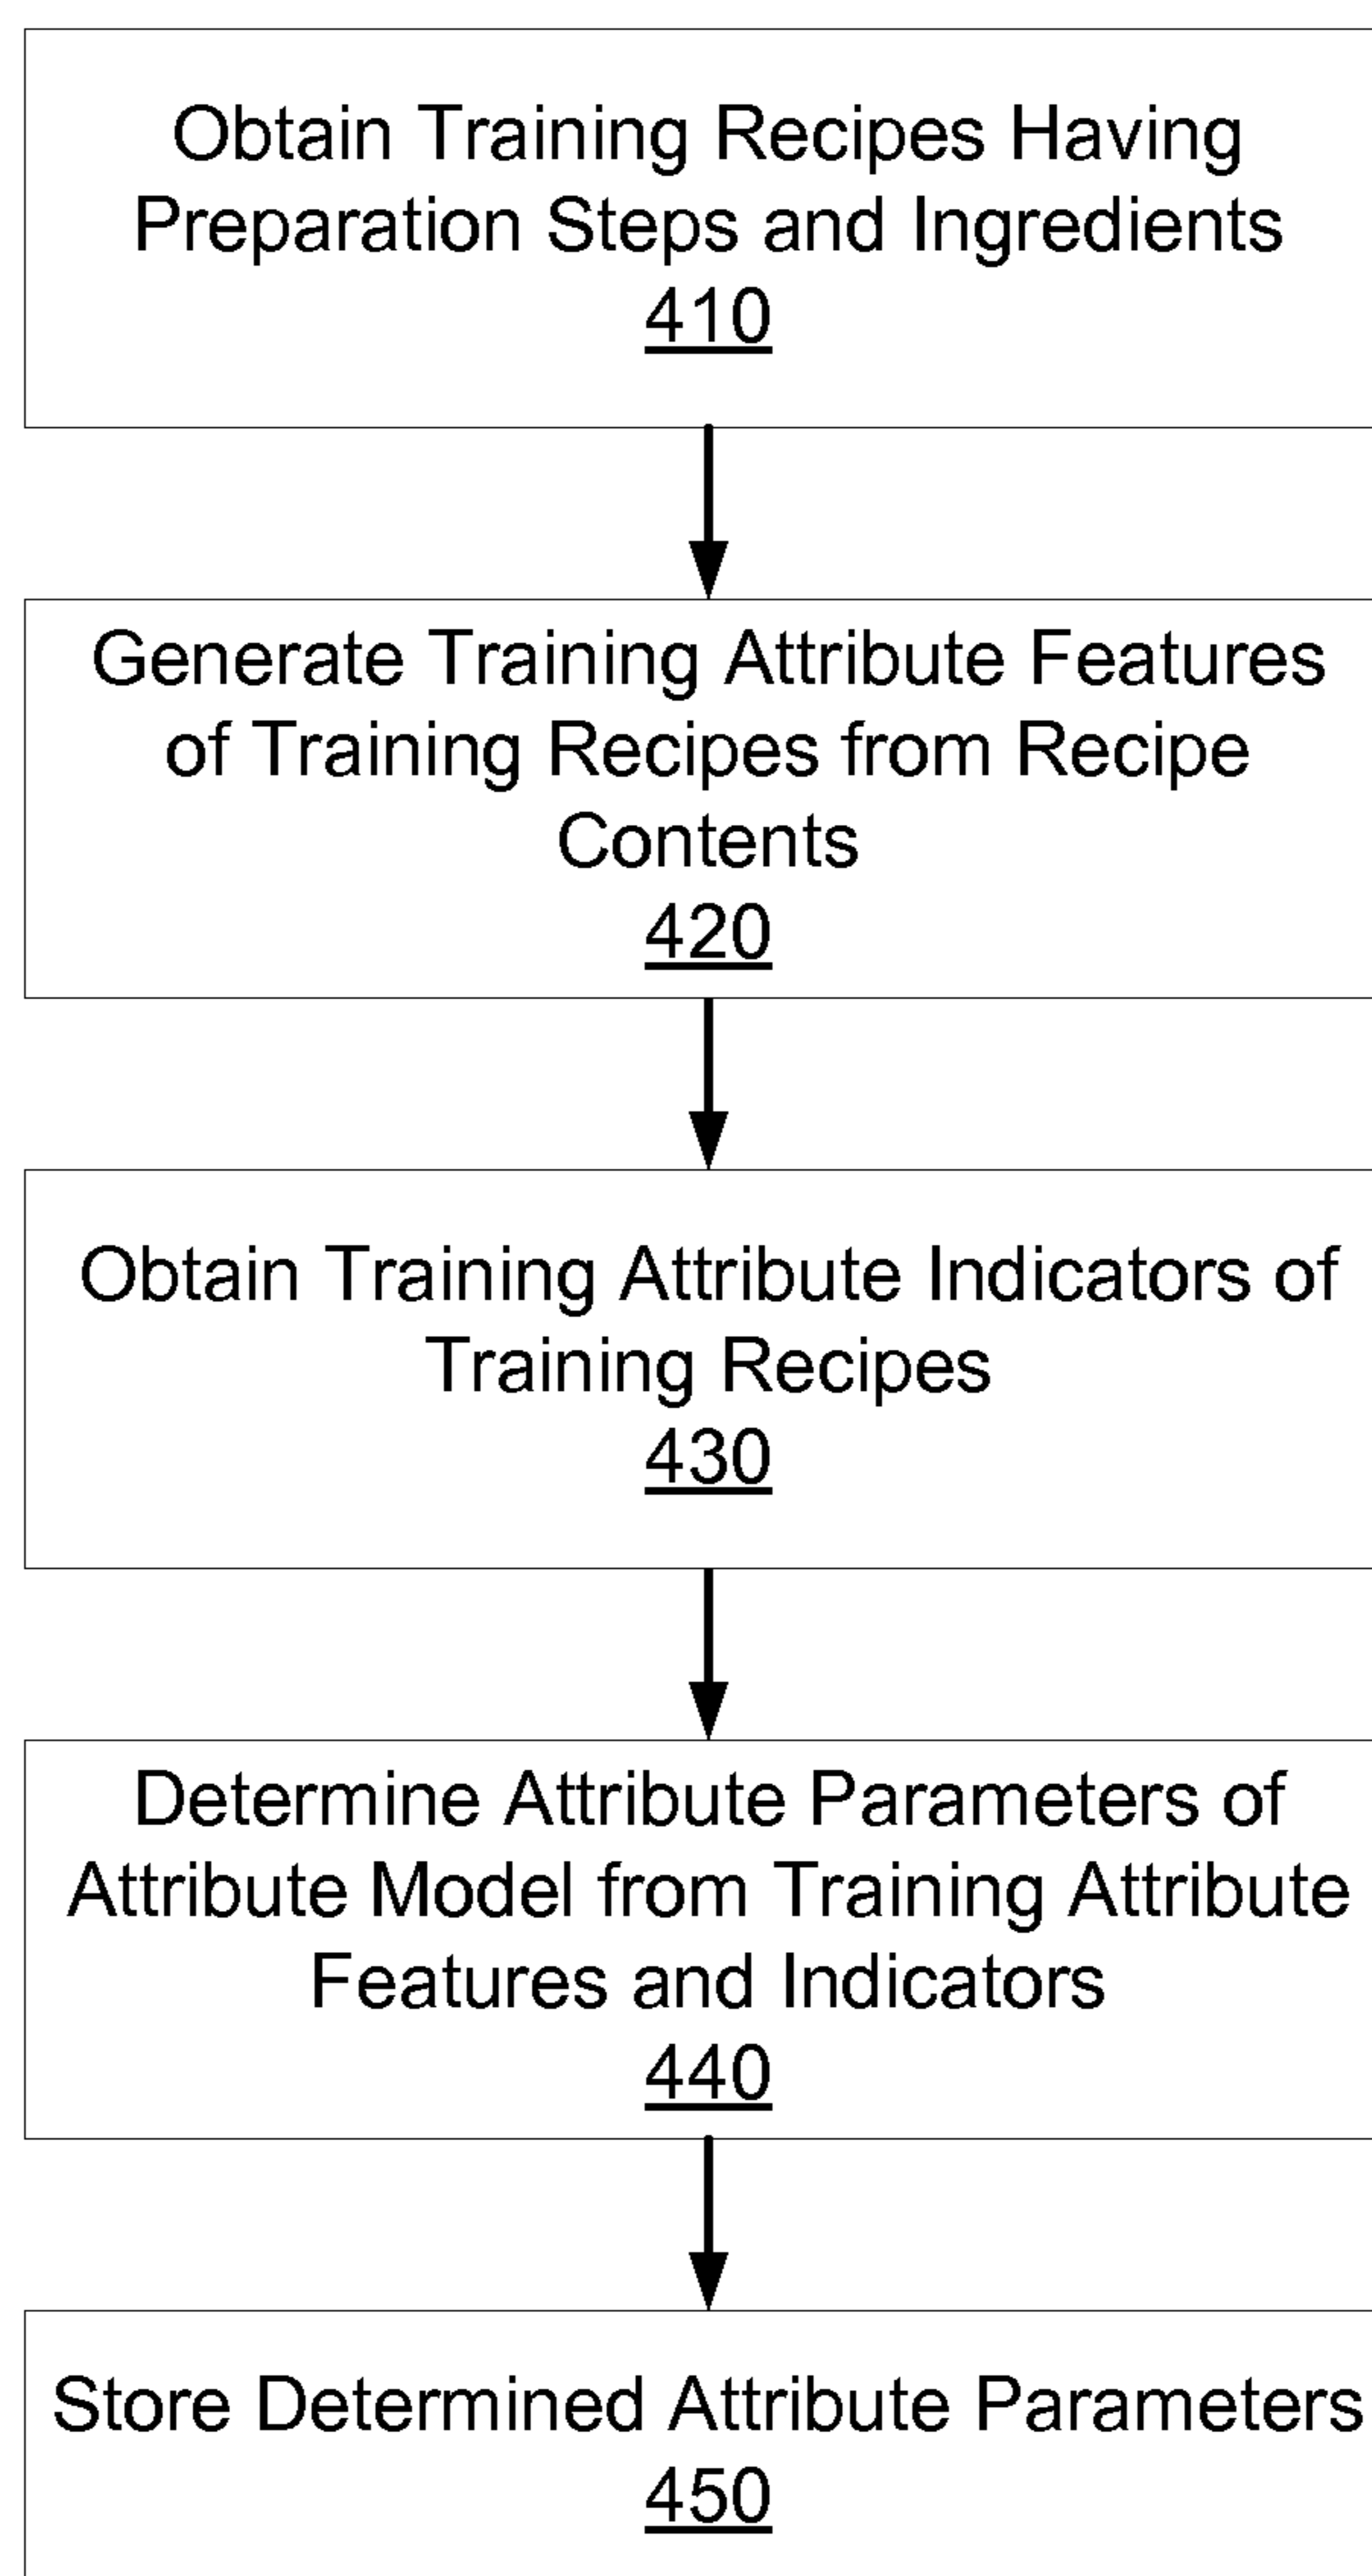 Obtain Training Recipes Having
Preparation Steps and Ingredients
410
Generate Training Attribute Features
of Training Recipes from Recipe
Contents
420
Obtain Training Attribute Indicators of
Training Recipes
430
Determine Attribute Parameters of
Attribute Model from Training Attribute
Features and Indicators
440
Store Determined Attribute Parameters
450